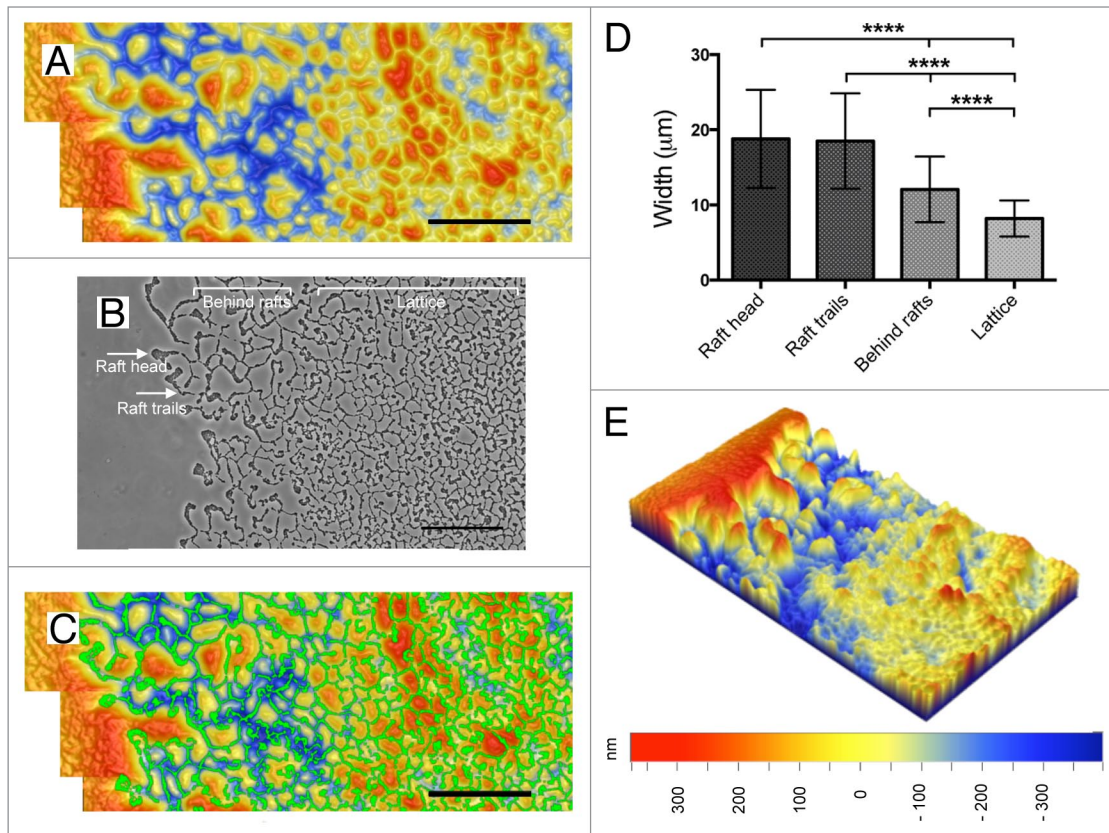 A
B
Behind rafts
Lattice
Raft head
Raft trails
C
D
****
****
****
Width (μm)
30
20
10
0
Raft head
Raft trails
Behind rafts
Lattice
E
nm
300
200
100
0
- 100
- 200
- 300